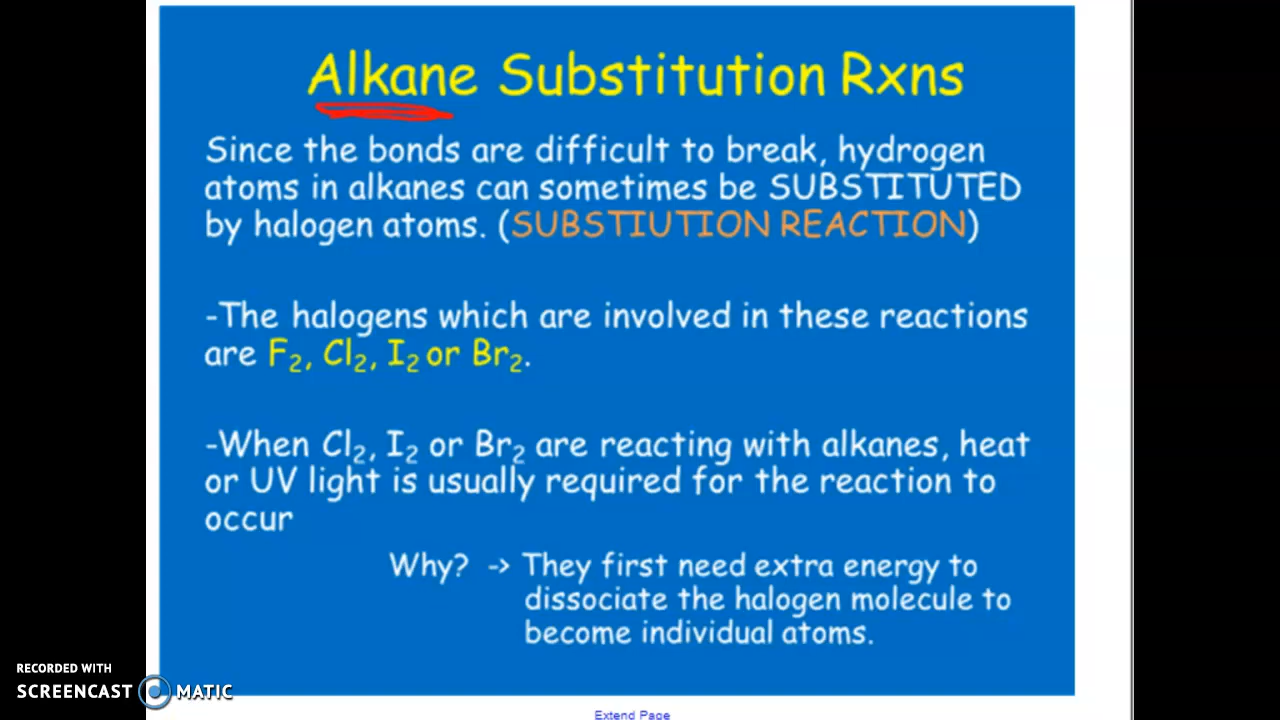 Alkane Substitution Rxns
Since the bonds are difficult to break, hydrogen
atoms in alkanes can sometimes be SUBSTITUTED
by halogen atoms. (SUBSTIUTION REACTION)
-The halogens which are involved in these reactions
are F₂, Cl₂, I₂ or Br₂.
-When Cl₂, I₂ or Br₂ are reacting with alkanes, heat
or UV light is usually required for the reaction to
occur
Why? -> They first need extra energy to
dissociate the halogen molecule to
become individual atoms.
RECORDED WITH
SCREENCAST MATIC
Extend Page